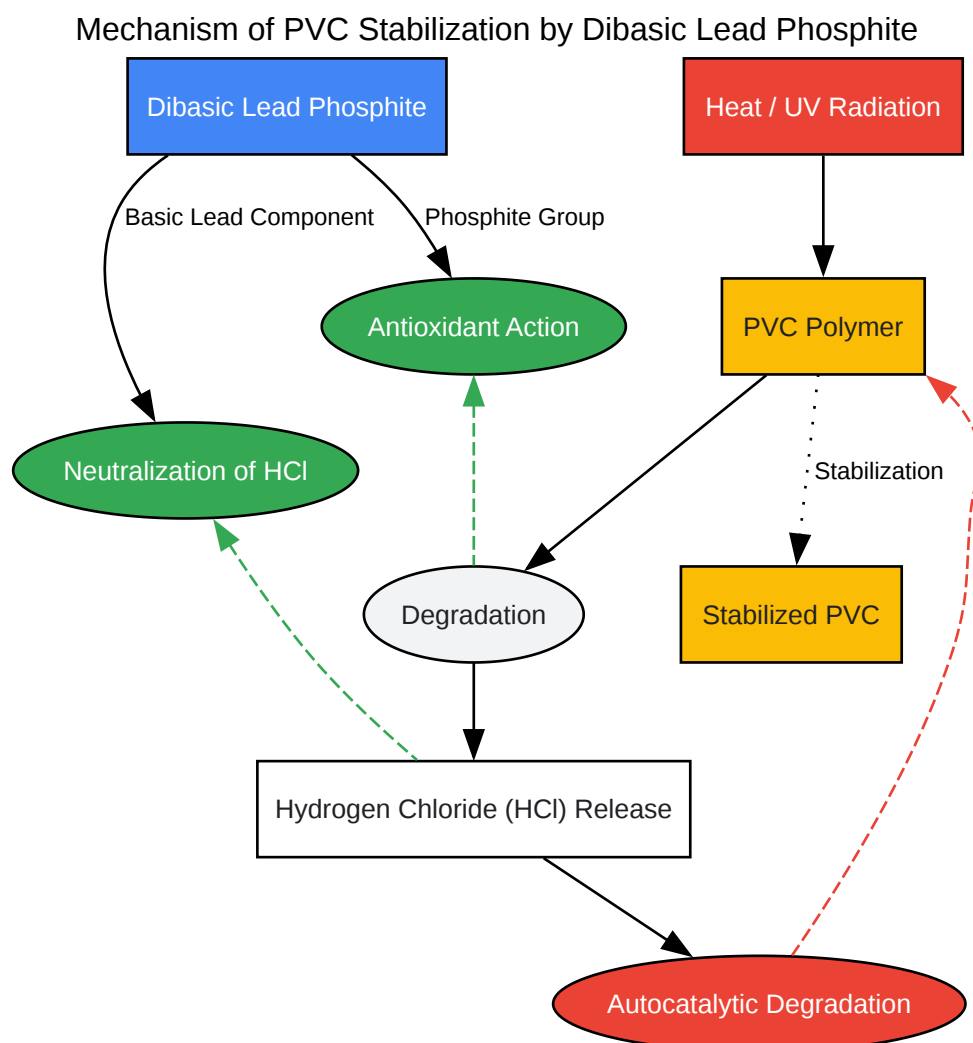 Mechanism of PVC Stabilization by Dibasic Lead Phosphite
Dibasic Lead Phosphite
Heat / UV Radiation
Basic Lead Component
Phosphite Group
Antioxidant Action
PVC Polymer
Neutralization of HCl
Stabilization
Degradation
Stabilized PVC
Hydrogen Chloride (HCl) Release
Autocatalytic Degradation